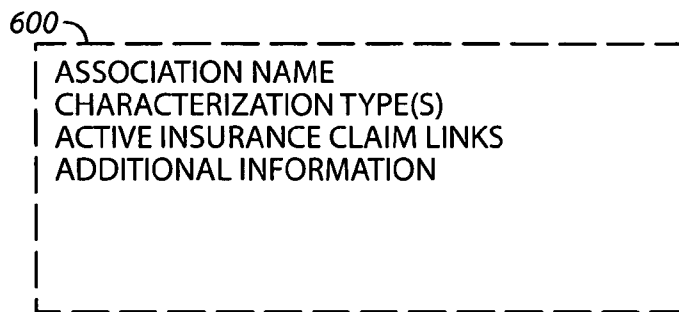 600
ASSOCIATION NAME
CHARACTERIZATION TYPE(S)
ACTIVE INSURANCE CLAIM LINKS
ADDITIONAL INFORMATION